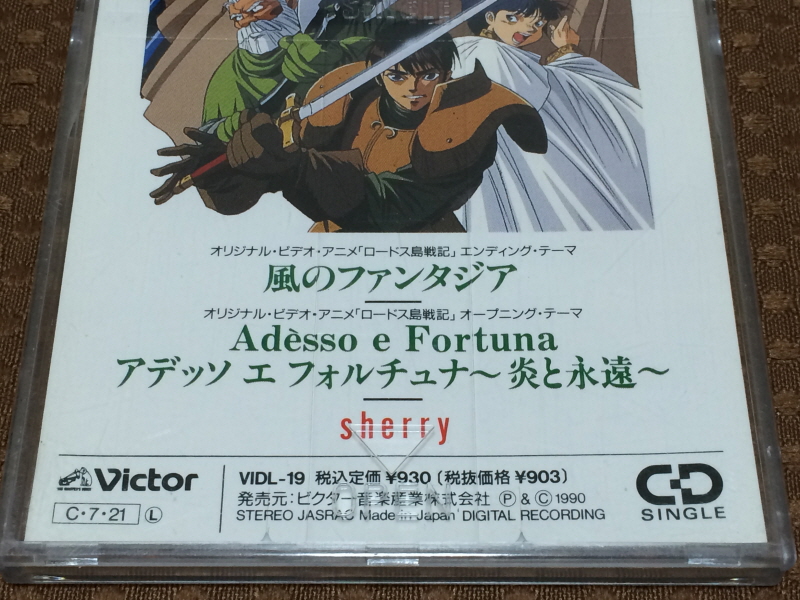 オリジナル・ビデオ・アニメ「ロードス島戦記」エンディング・テーマ
風のファンタジア
オリジナル・ビデオ・アニメ「ロードス島戦記」オープニング・テーマ
Adèsso e Fortuna
アデッソ エ フォルチュナ〜炎と永遠〜
sherry
Victor
C・7・21 Ⓛ
VIDL-19 税込定価 ¥930〔税抜価格 ¥903〕
発売元:ビクター音楽産業株式会社 Ⓟ & Ⓒ 1990
STEREO JASRAC Made in Japan DIGITAL RECORDING
OPEN
CD
SINGLE